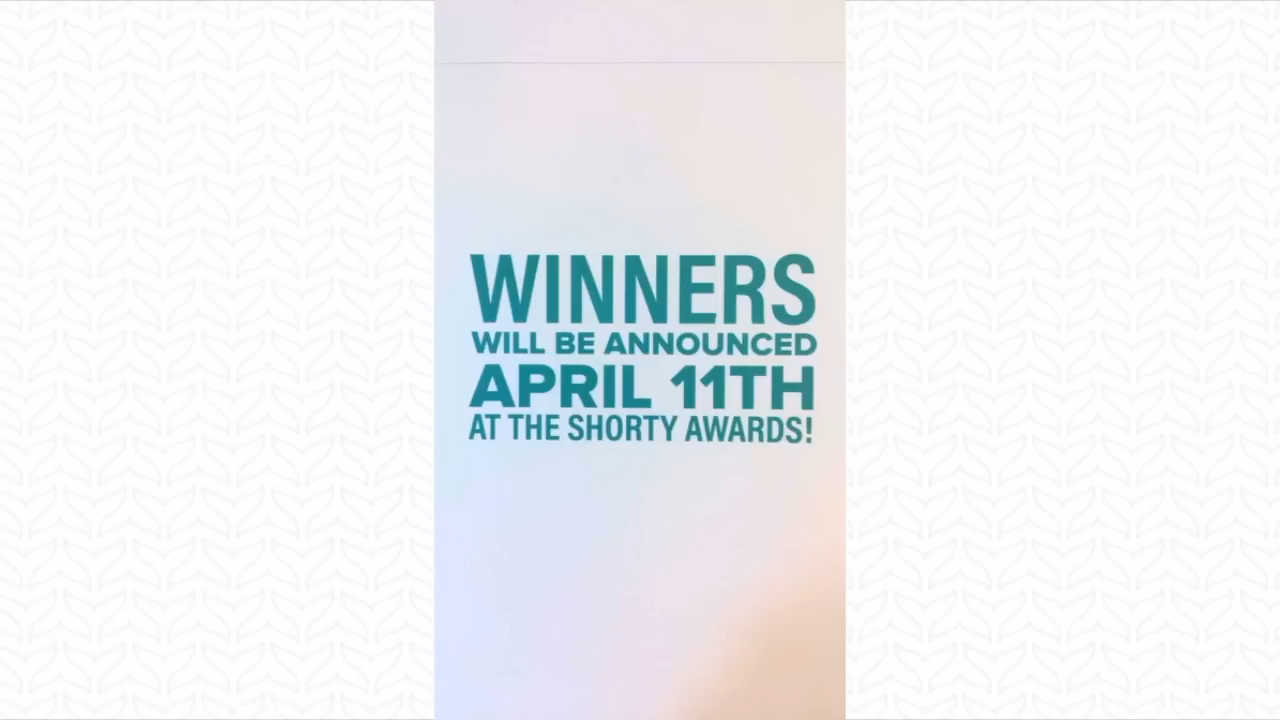 WINNERS
WILL BE ANNOUNCED
APRIL 11TH
AT THE SHORTY AWARDS!